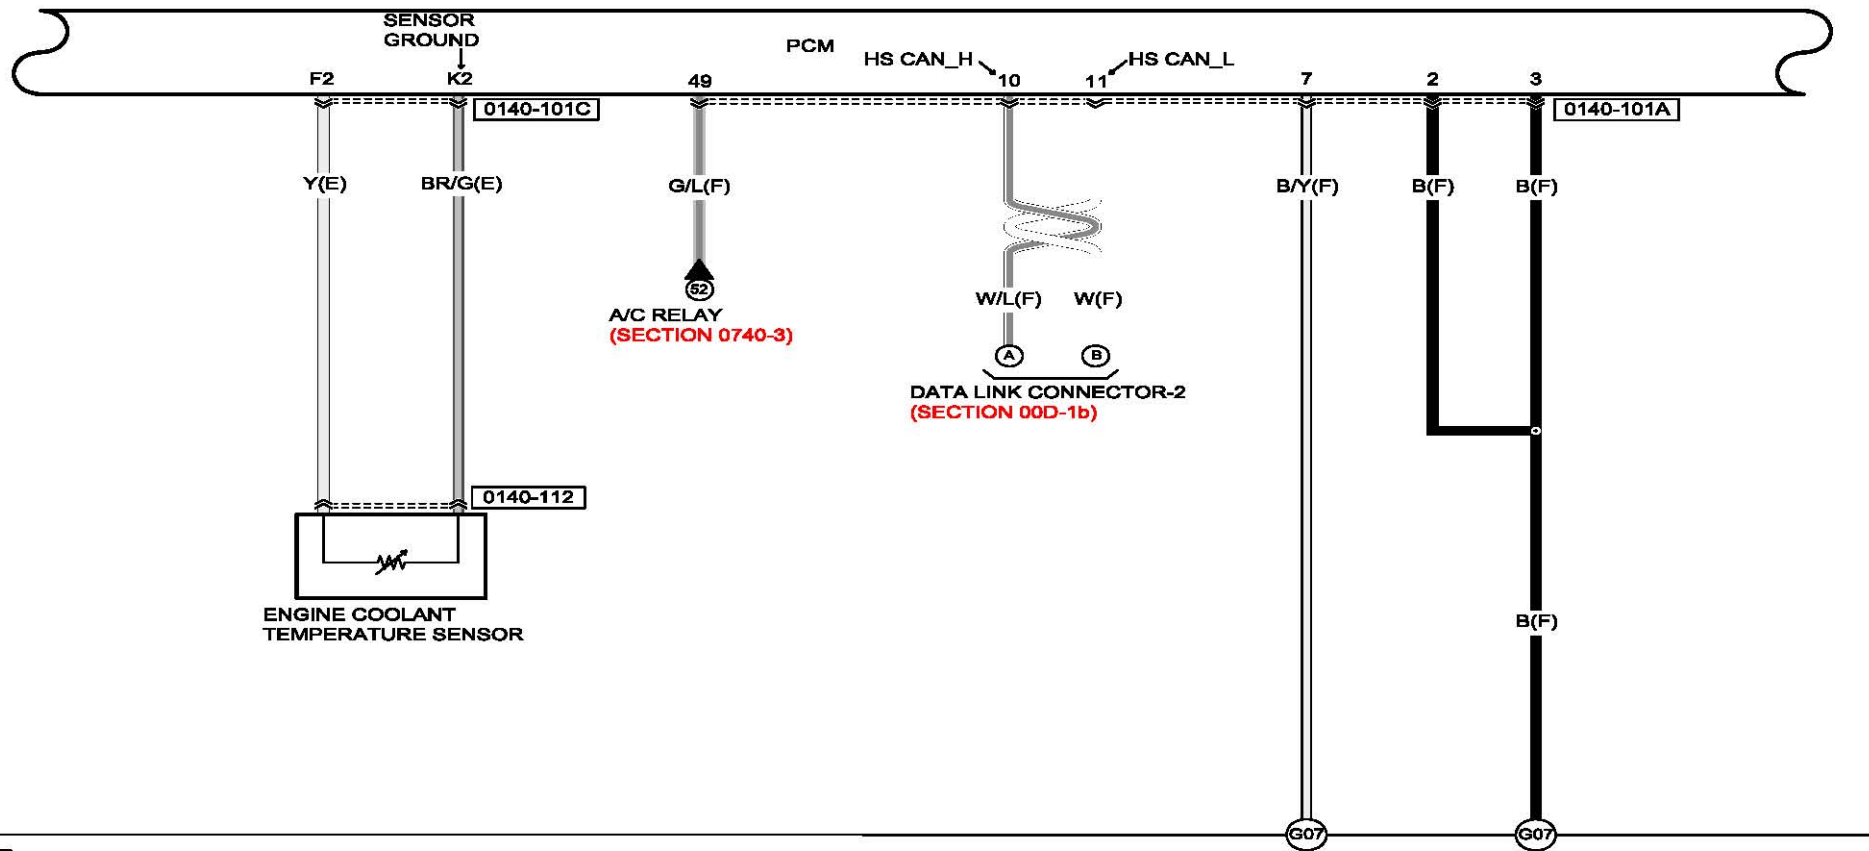 SENSOR
GROUND
PCM
HS CAN_H
HS CAN_L
F2 K2 49 10 11 7 2 3
0140-101C
0140-101A
Y(E) BR/G(E) G/L(F) B/Y(F) B(F) B(F)
52
W/L(F) W(F)
A/C RELAY
(SECTION 0740-3)
A B
DATA LINK CONNECTOR-2
(SECTION 00D-1b)
0140-112
ENGINE COOLANT
TEMPERATURE SENSOR
B(F)
G07 G07